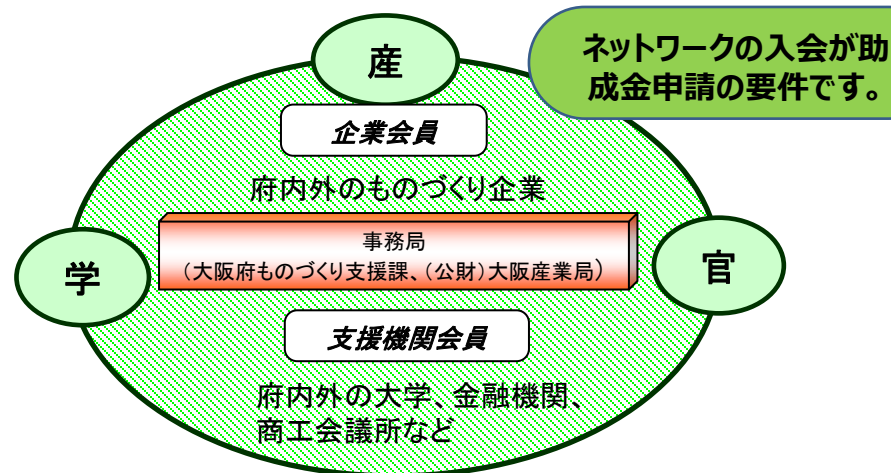 産
ネットワークの入会が助
成金申請の要件です。
企業会員
府内外のものづくり企業
事務局
（大阪府ものづくり支援課、（公財）大阪産業局）
学
官
支援機関会員
府内外の大学、金融機関、
商工会議所など